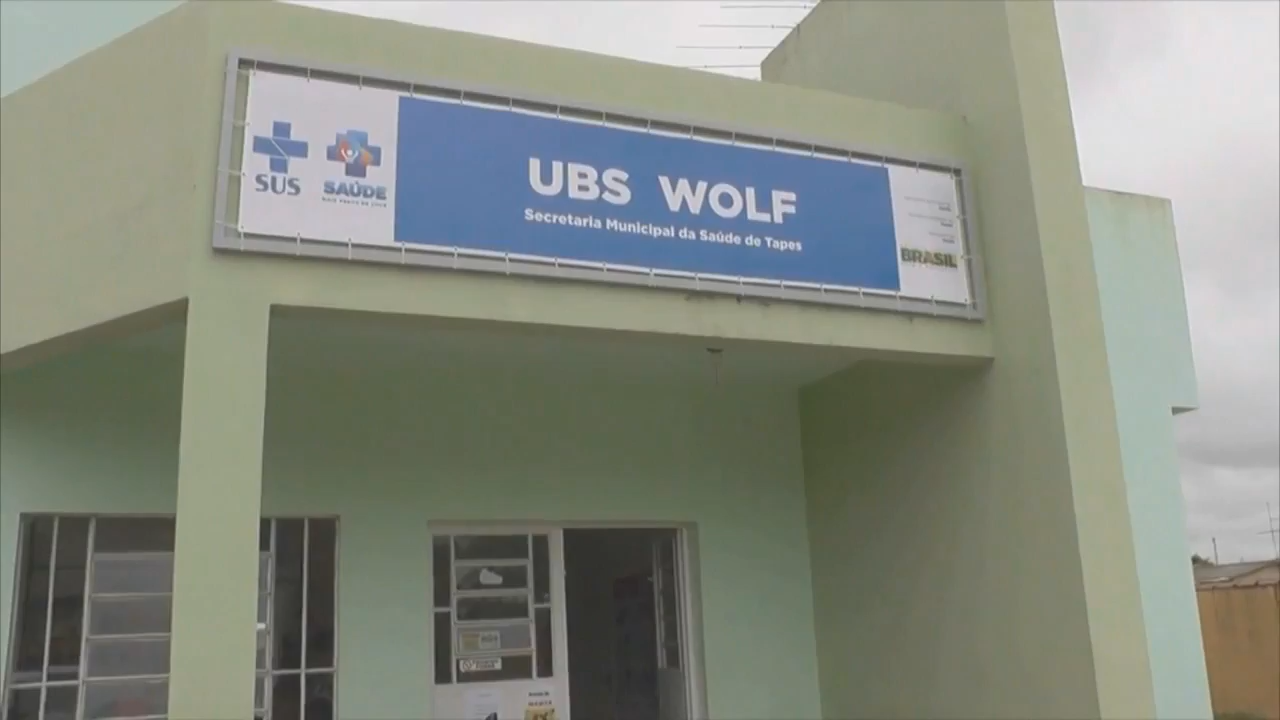 SUS
SAÚDE
UBS WOLF
Secretaria Municipal da Saúde de Tapes
BRASIL